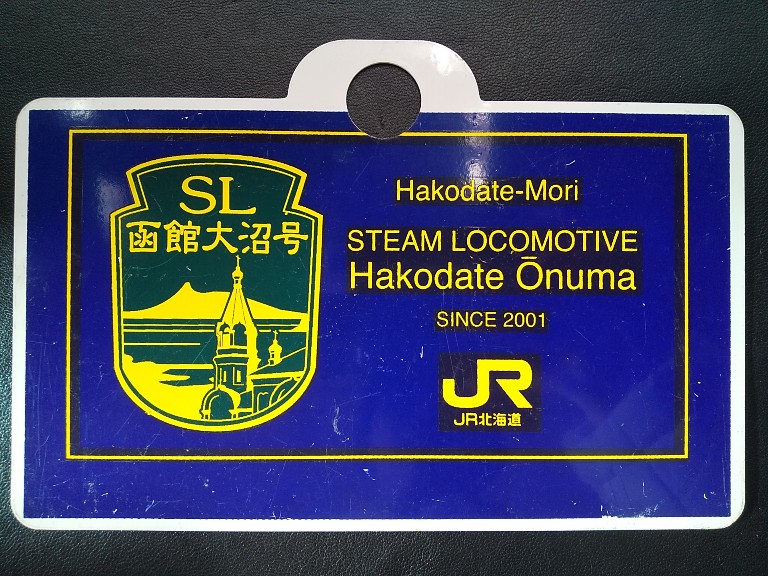 SL
函館大沼号
Hakodate-Mori
STEAM LOCOMOTIVE
Hakodate Ōnuma
SINCE 2001
JR
JR北海道